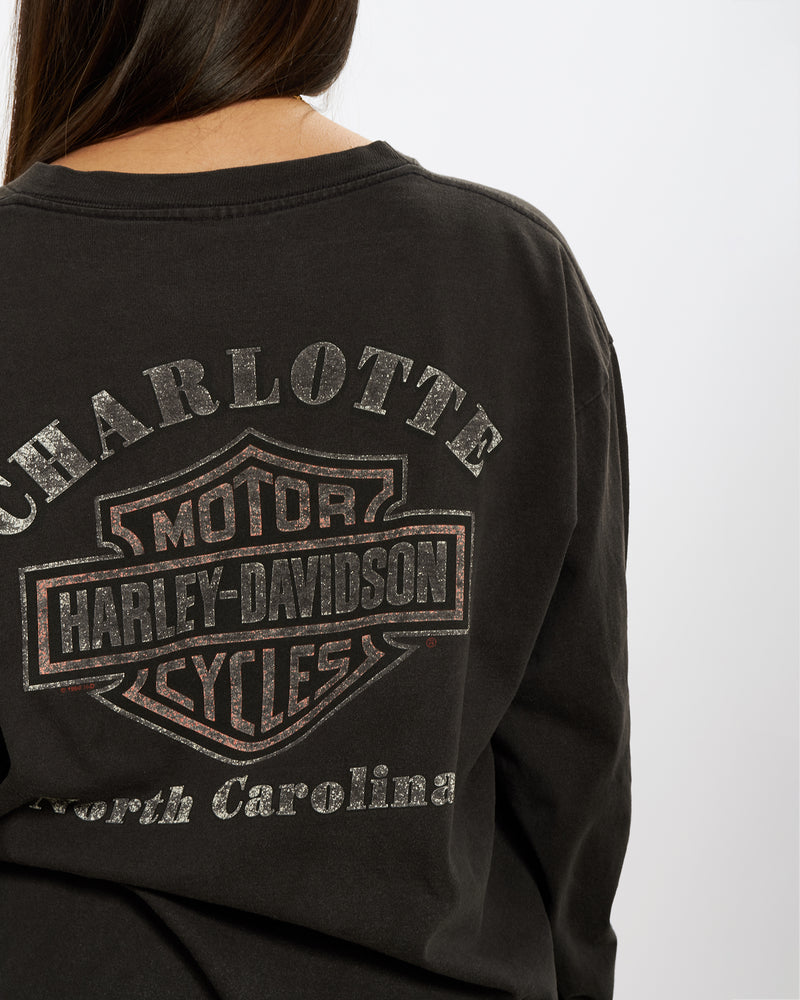 CHARLOTTE
MOTOR
HARLEY-DAVIDSON
CYCLES
®
North Carolina